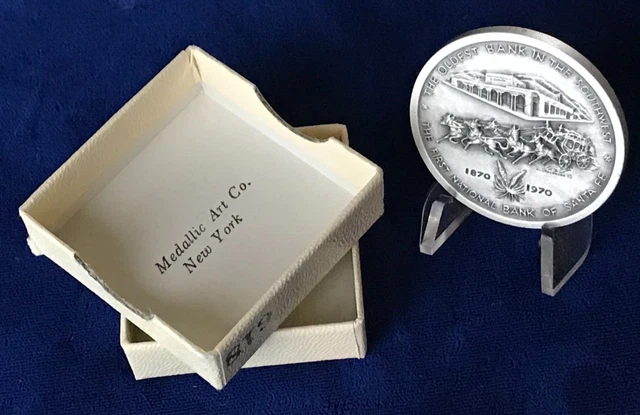 Medallic Art Co.
New York
THE OLDEST BANK IN THE SOUTHWEST
1870 1970
THE FIRST NATIONAL BANK OF SANTA FE